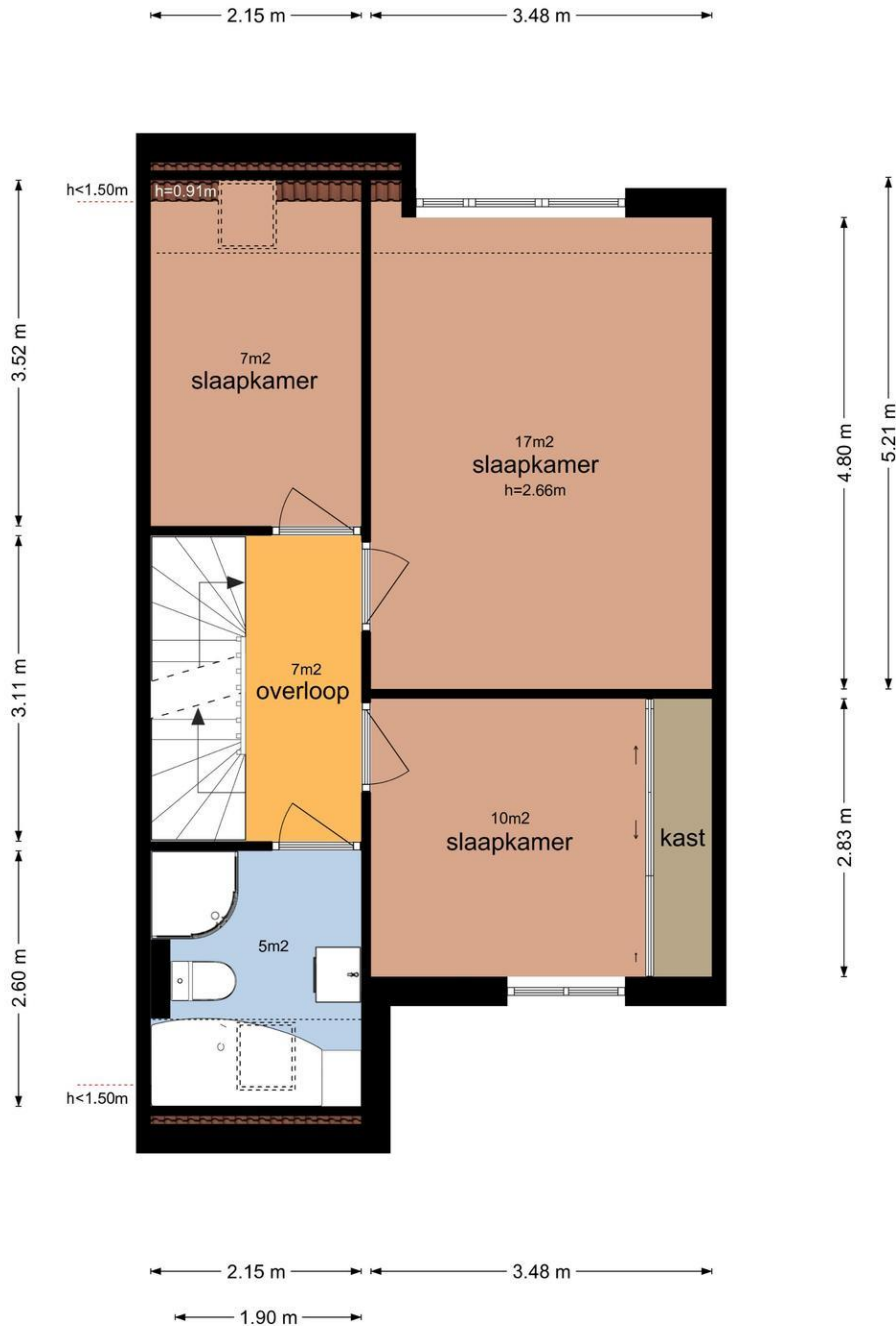 2.15 m
3.48 m
h<1.50m
h=0.91m
3.52 m
7m2
slaapkamer
17m2
slaapkamer
h=2.66m
4.80 m
5.21 m
3.11 m
7m2
overloop
10m2
slaapkamer
kast
2.83 m
5m2
2.60 m
h<1.50m
2.15 m
3.48 m
1.90 m